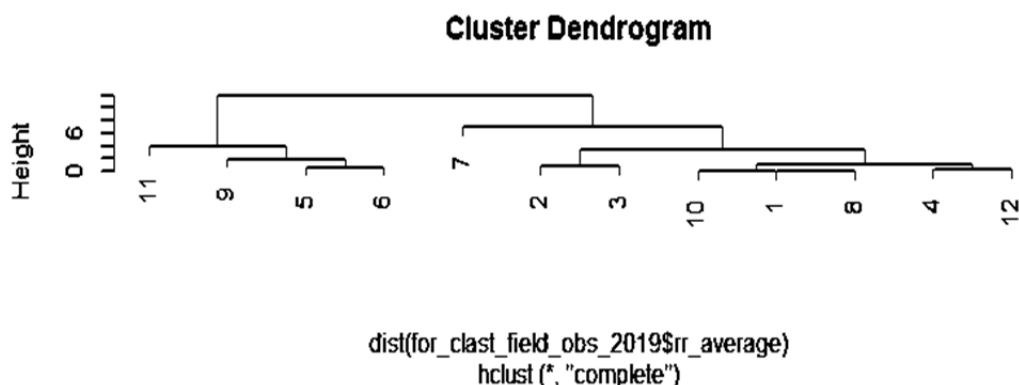 Cluster Dendrogram
Height
0 6
11 9 5 6 7 2 3 10 1 8 4 12
dist(for_clast_field_obs_2019$rr_average)
hclust (*, "complete")